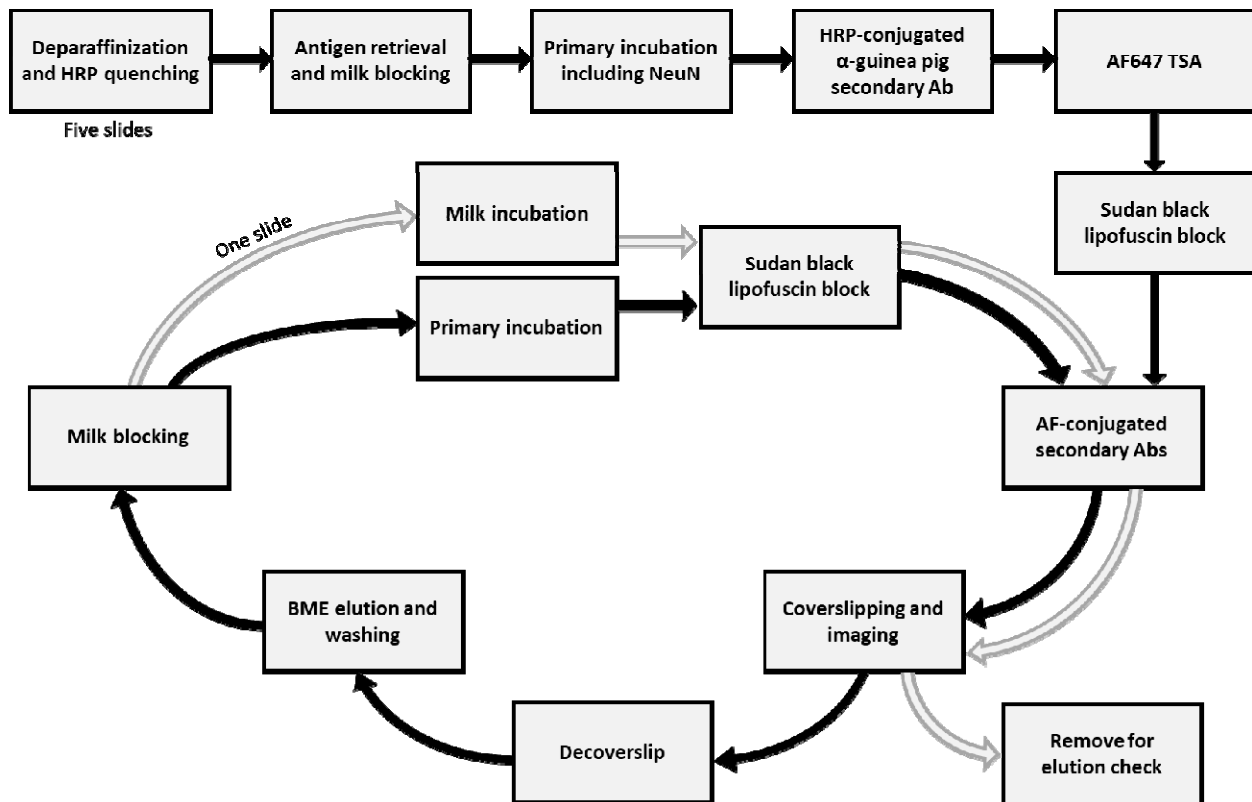 Deparaffinization
and HRP quenching
Antigen retrieval
and milk blocking
Primary incubation
including NeuN
HRP-conjugated
α-guinea pig
secondary Ab
AF647 TSA
Five slides
Sudan black
lipofuscin block
One slide
Milk incubation
Sudan black
lipofuscin block
Primary incubation
Milk blocking
AF-conjugated
secondary Abs
BME elution and
washing
Coverslipping and
imaging
Decoverslip
Remove for
elution check